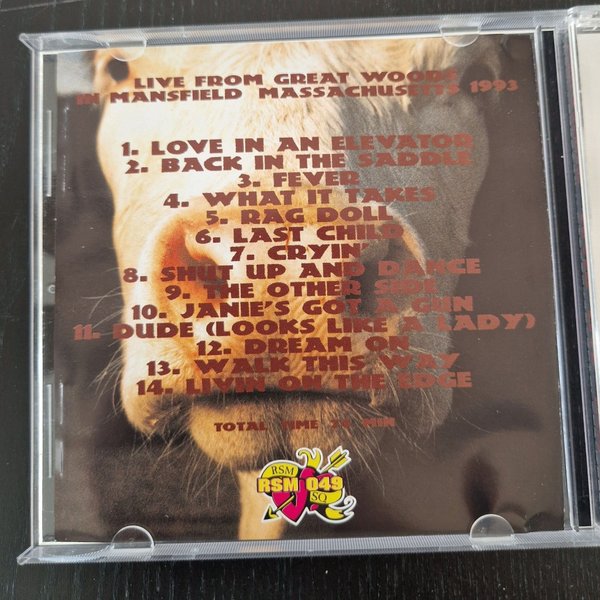 LIVE FROM GREAT WOODS
IN MANSFIELD MASSACHUSETTS 1993
1. LOVE IN AN ELEVATOR
2. BACK IN THE SADDLE
3. FEVER
4. WHAT IT TAKES
5. RAG DOLL
6. LAST CHILD
7. CRYIN'
8. SHUT UP AND DANCE
9. THE OTHER SIDE
10. JANIE'S GOT A GUN
11. DUDE (LOOKS LIKE A LADY)
12. DREAM ON
13. WALK THIS WAY
14. LIVIN ON THE EDGE
TOTAL TIME MIN
RSM
RSM 049
SQ